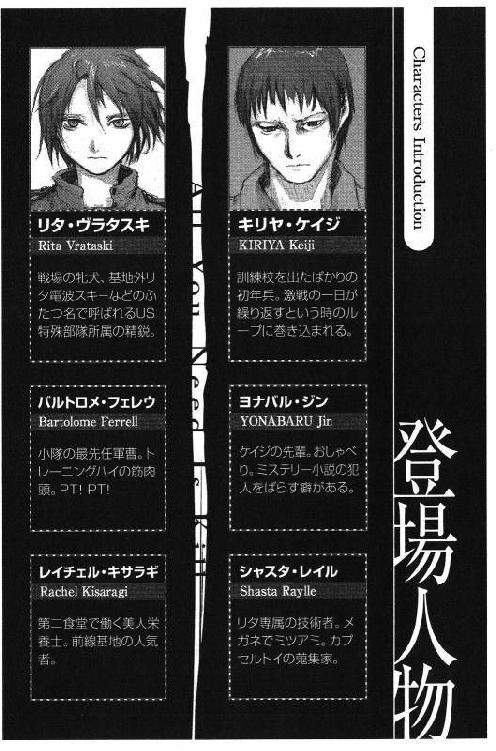 Characters Introduction
登場人物
キリヤ・ケイジ
KIRIYA Keiji
訓練校を出たばかりの
初年兵。激戦の一日が
繰り返すという時のル
ープに巻き込まれる。
ヨナバル・ジン
YONABARU Jin
ケイジの先輩。おしゃべ
り。ミステリー小説の犯
人をばらす癖がある。
シャスタ・レイル
Shasta Raylle
リタ専属の技術者。メ
ガネでミツアミ。カプ
セルトイの蒐集家。
All You Need Is Kill
リタ・ヴラタスキ
Rita Vrataski
戦場の牝犬、基地外リ
タ電波スキーなどのふ
たつ名で呼ばれるUS
特殊部隊所属の精鋭。
バルトロメ・フェレウ
Bartolome Ferrell
小隊の最先任軍曹。ト
レーニングハイの筋肉
頭。PT! PT!
レイチェル・キサラギ
Rachel Kisaragi
第二食堂で働く美人栄
養士。前線基地の人気
者。